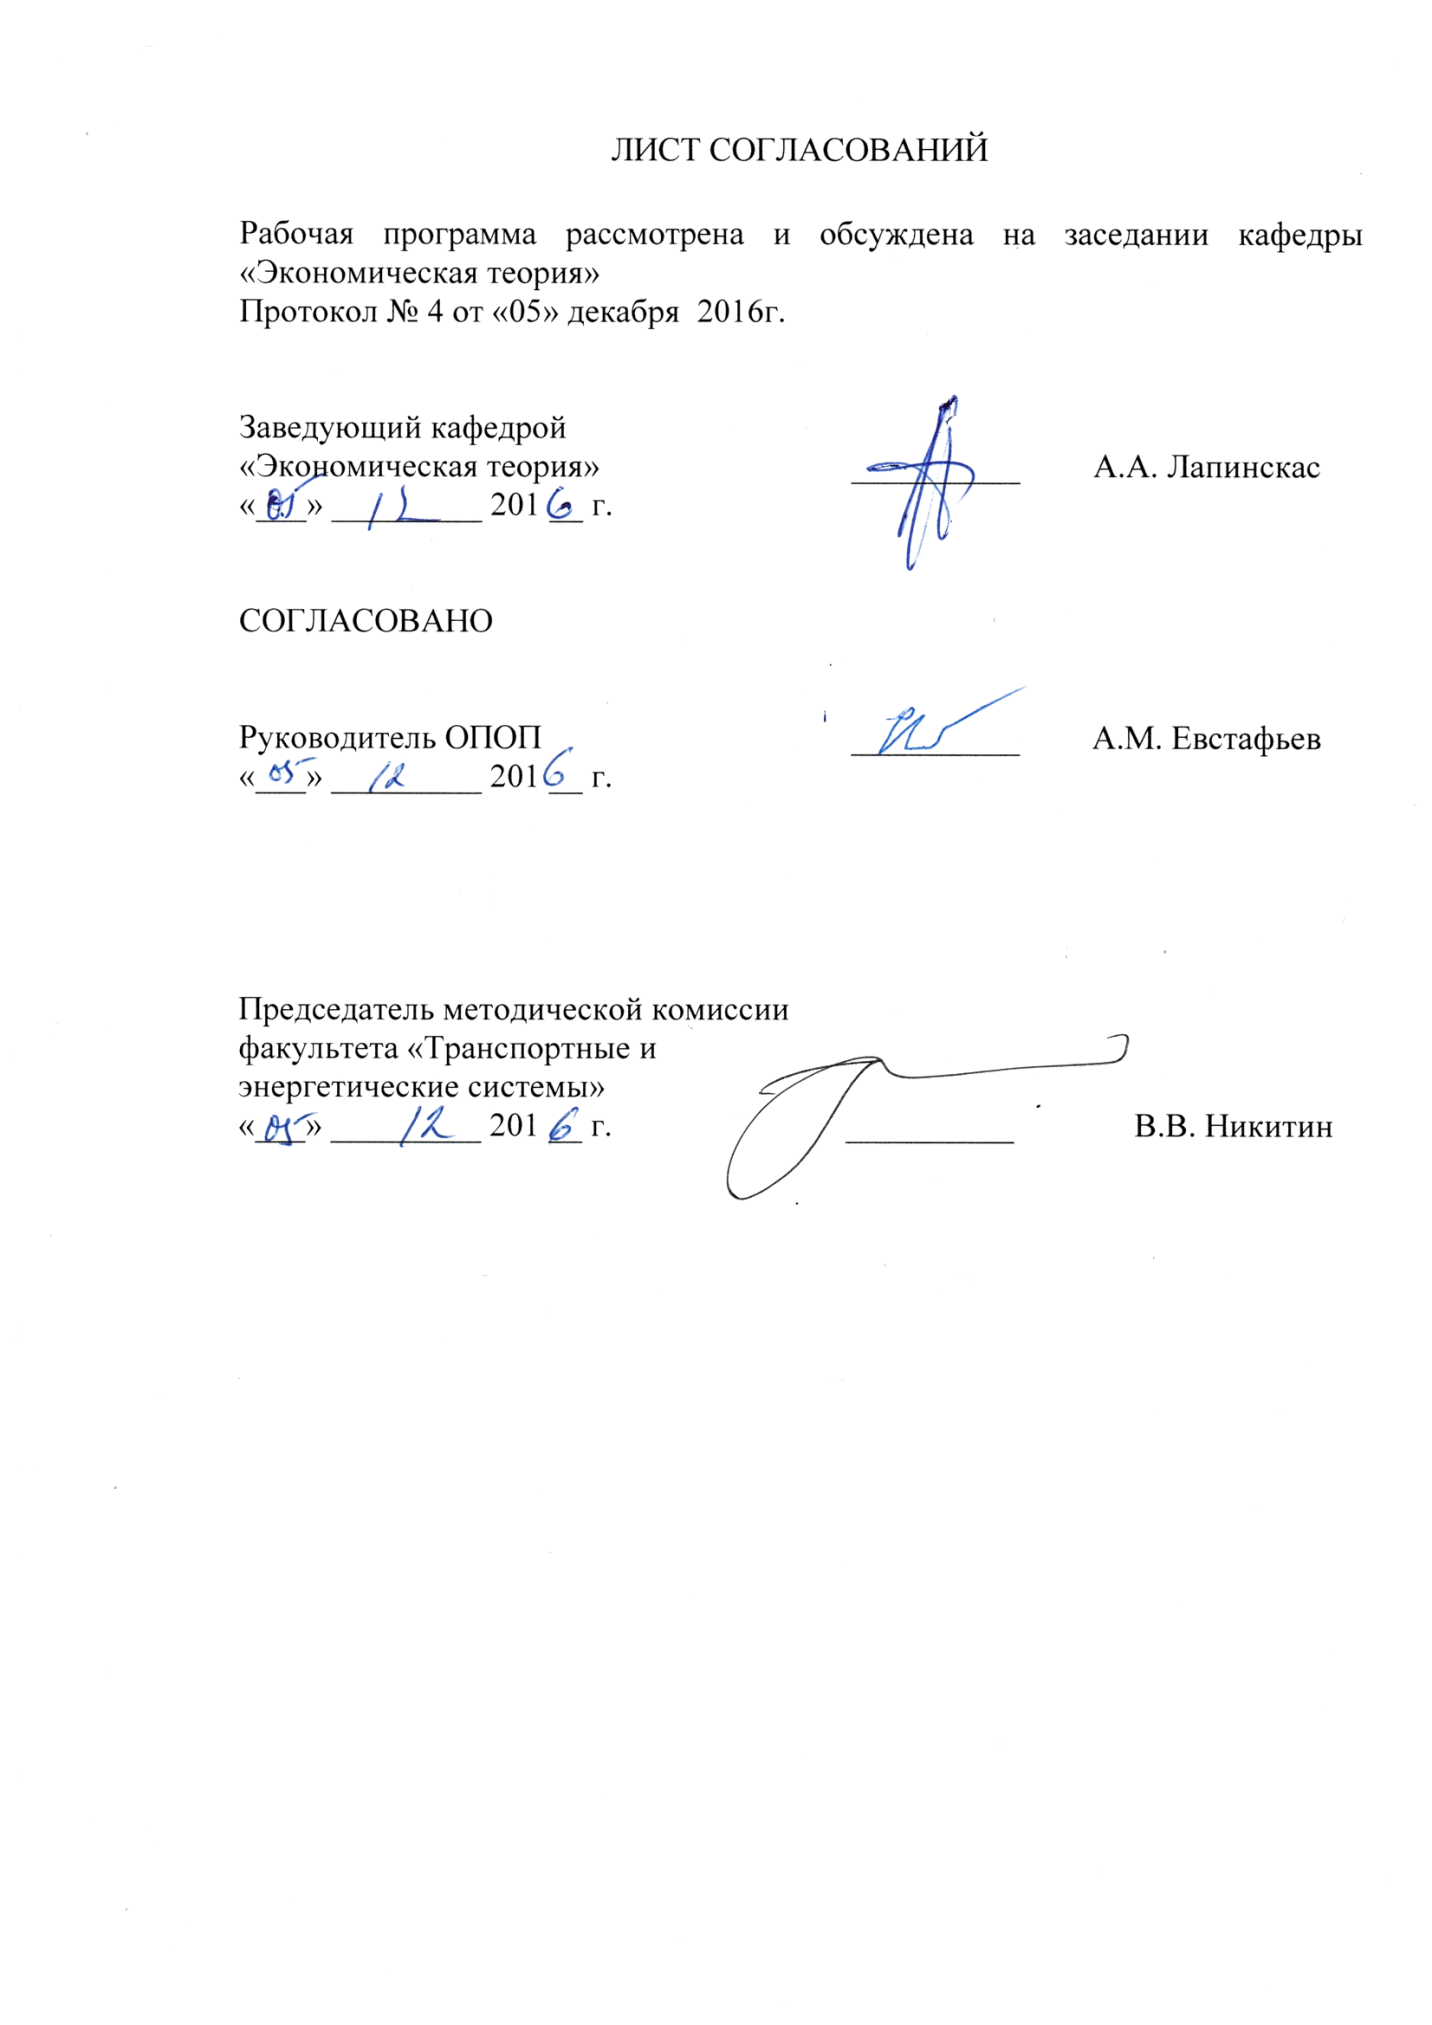 ЛИСТ СОГЛАСОВАНИЙ
Рабочая программа рассмотрена и обсуждена на заседании кафедры
«Экономическая теория»
Протокол № 4 от «05» декабря 2016г.
Заведующий кафедрой
«Экономическая теория» А.А. Лапинскас
«05» 12 2016 г.
СОГЛАСОВАНО
Руководитель ОПОП А.М. Евстафьев
«05» 12 2016 г.
Председатель методической комиссии
факультета «Транспортные и
энергетические системы»
«05» 12 2016 г. В.В. Никитин